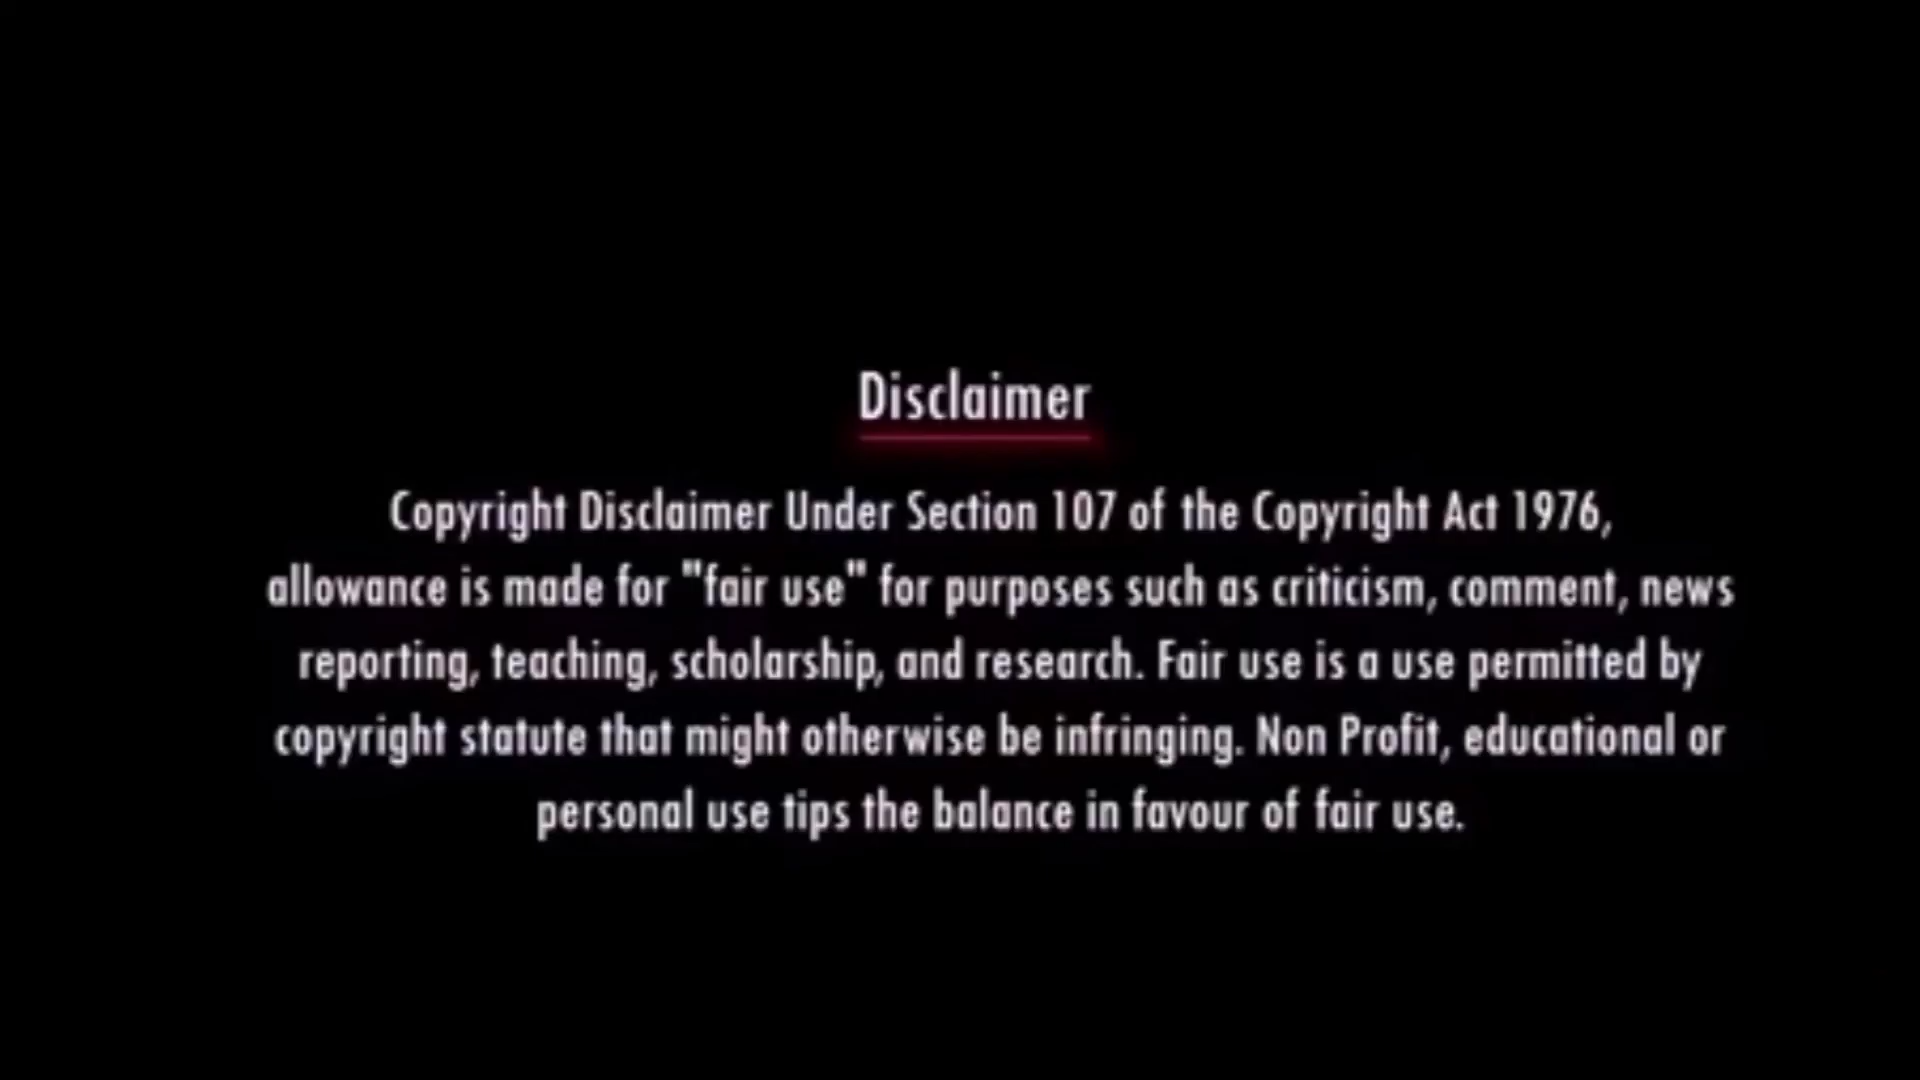 Disclaimer
Copyright Disclaimer Under Section 107 of the Copyright Act 1976,
allowance is made for "fair use" for purposes such as criticism, comment, news
reporting, teaching, scholarship, and research. Fair use is a use permitted by
copyright statute that might otherwise be infringing. Non Profit, educational or
personal use tips the balance in favour of fair use.